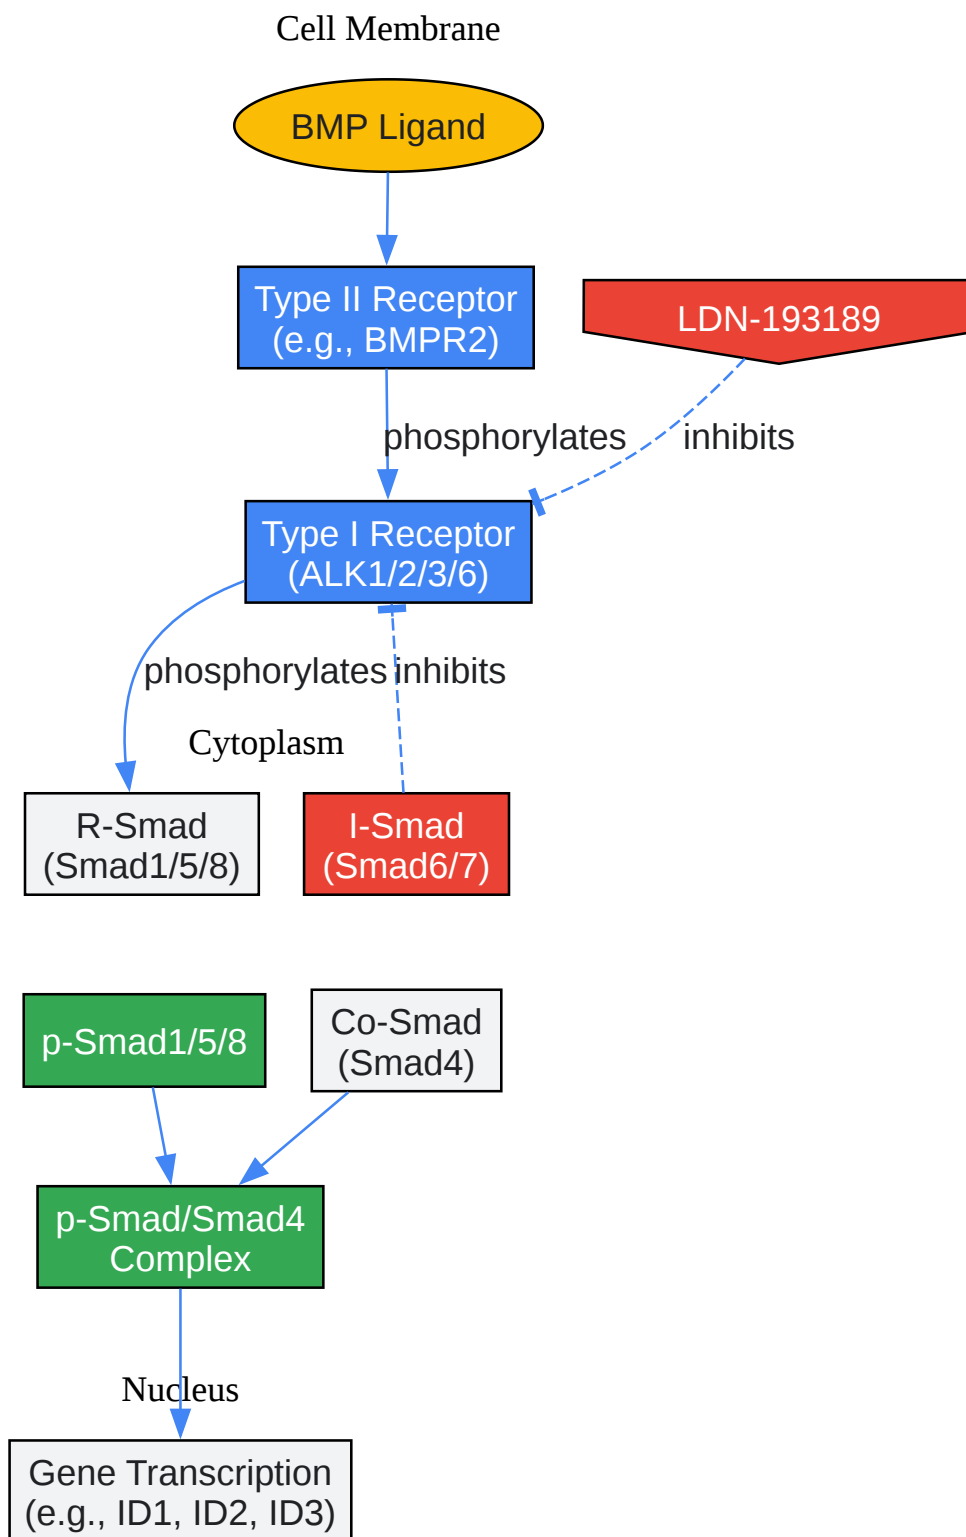 Cell Membrane
BMP Ligand
Type II Receptor
(e.g., BMPR2)
LDN-193189
phosphorylates
inhibits
Type I Receptor
(ALK1/2/3/6)
phosphorylates
inhibits
Cytoplasm
R-Smad
(Smad1/5/8)
I-Smad
(Smad6/7)
p-Smad1/5/8
Co-Smad
(Smad4)
p-Smad/Smad4
Complex
Nucleus
Gene Transcription
(e.g., ID1, ID2, ID3)